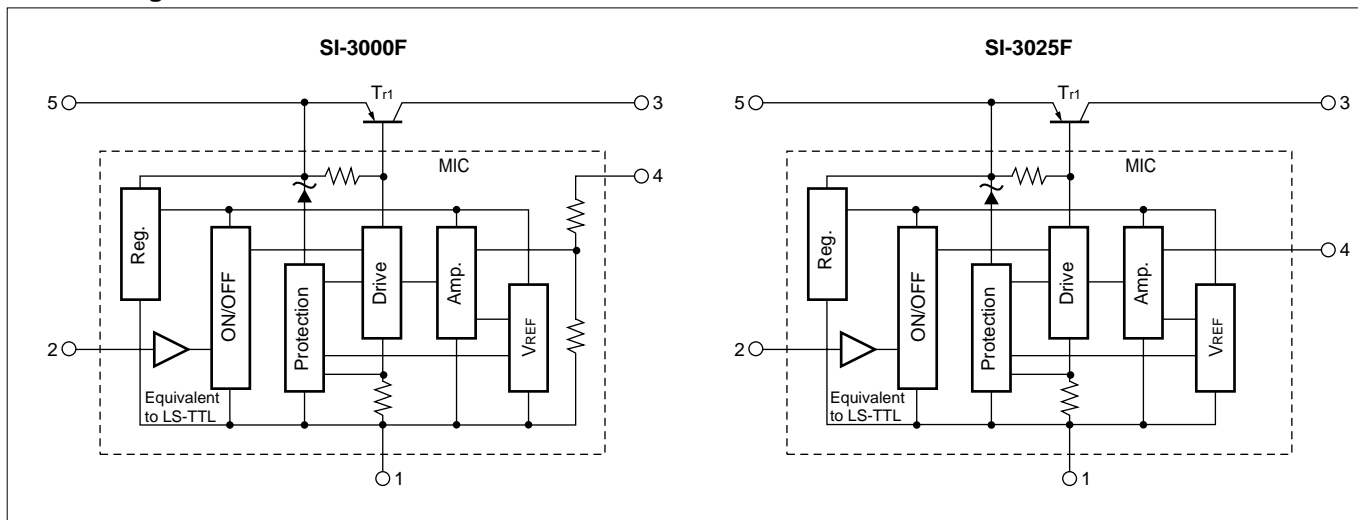 SI-3000F
5
Tr1
3
MIC
4
Reg.
ON/OFF
Protection
Drive
Amp.
VREF
2
Equivalent
to LS-TTL
1
SI-3025F
5
Tr1
3
MIC
Reg.
ON/OFF
Protection
Drive
Amp.
VREF
4
2
Equivalent
to LS-TTL
1